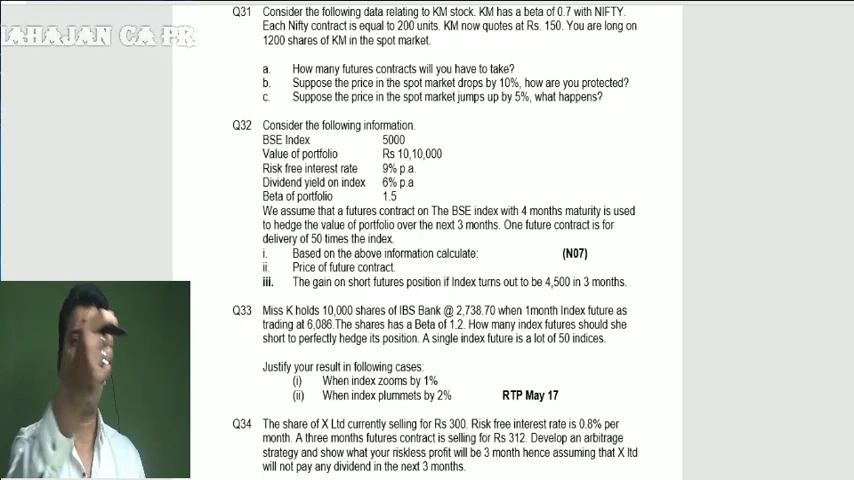 AHAJAN CA PR
Q31 Consider the following data relating to KM stock. KM has a beta of 0.7 with NIFTY.
Each Nifty contract is equal to 200 units. KM now quotes at Rs. 150. You are long on
1200 shares of KM in the spot market.
a. How many futures contracts will you have to take?
b. Suppose the price in the spot market drops by 10%, how are you protected?
c. Suppose the price in the spot market jumps up by 5%, what happens?
Q32 Consider the following information.
BSE Index 5000
Value of portfolio Rs 10,10,000
Risk free interest rate 9% p.a.
Dividend yield on index 6% p.a
Beta of portfolio 1.5
We assume that a futures contract on The BSE index with 4 months maturity is used
to hedge the value of portfolio over the next 3 months. One future contract is for
delivery of 50 times the index.
i. Based on the above information calculate: (N07)
ii. Price of future contract.
iii. The gain on short futures position if Index turns out to be 4,500 in 3 months.
Q33 Miss K holds 10,000 shares of IBS Bank @ 2,738.70 when 1month Index future as
trading at 6,086.The shares has a Beta of 1.2. How many index futures should she
short to perfectly hedge its position. A single index future is a lot of 50 indices.
Justify your result in following cases:
(i) When index zooms by 1%
(ii) When index plummets by 2% RTP May 17
Q34 The share of X Ltd currently selling for Rs 300. Risk free interest rate is 0.8% per
month. A three months futures contract is selling for Rs 312. Develop an arbitrage
strategy and show what your riskless profit will be 3 month hence assuming that X ltd
will not pay any dividend in the next 3 months.